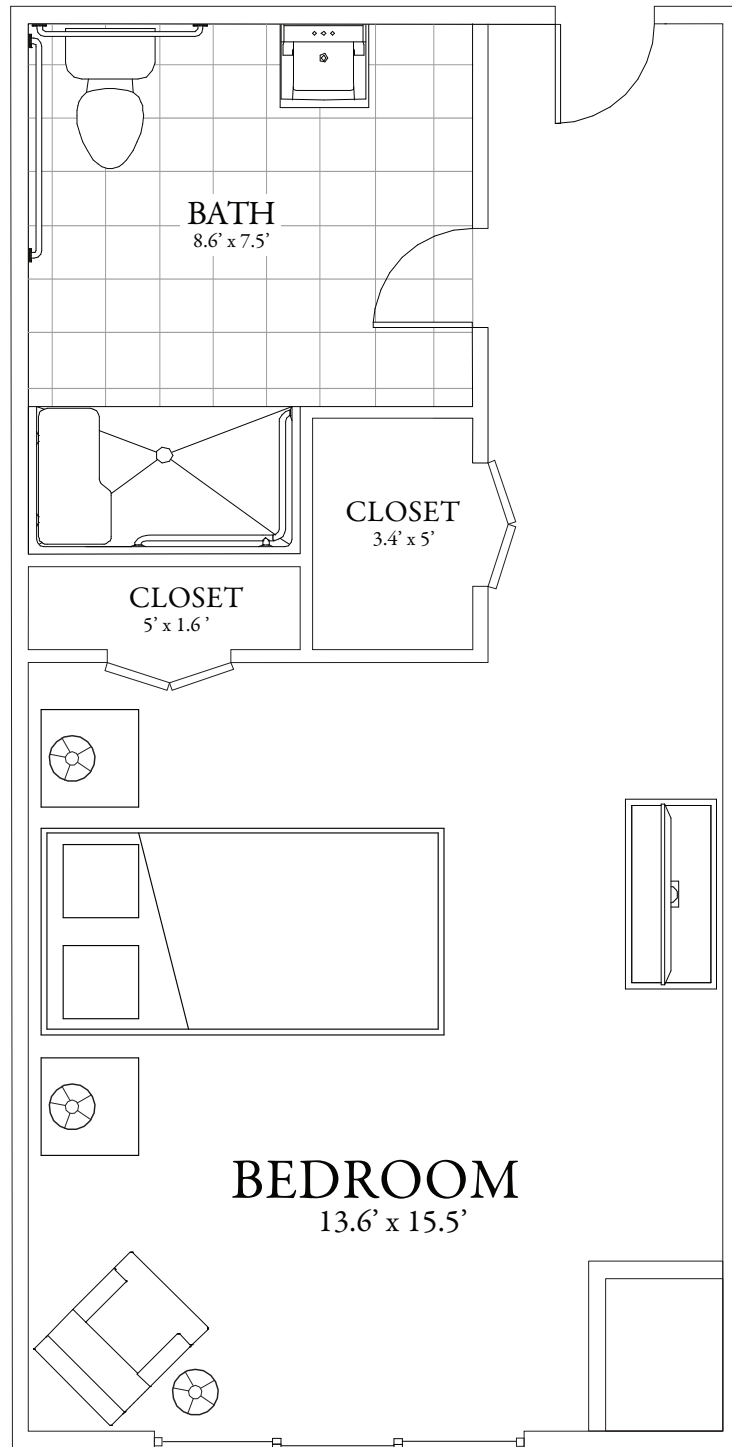 BATH
8.6’ x 7.5’
CLOSET
3.4’ x 5’
CLOSET
5’ x 1.6 ’
BEDROOM
13.6’ x 15.5’